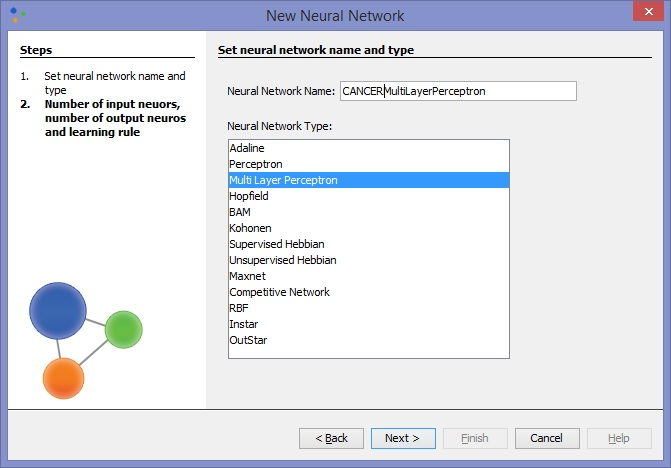 New Neural Network
Steps
1. Set neural network name and
type
2. Number of input neuors,
number of output neuros
and learning rule
Set neural network name and type
Neural Network Name: CANCERMultiLayerPerceptron
Neural Network Type:
Adaline
Perceptron
Multi Layer Perceptron
Hopfield
BAM
Kohonen
Supervised Hebbian
Unsupervised Hebbian
Maxnet
Competitive Network
RBF
Instar
OutStar
< Back Next > Finish Cancel Help